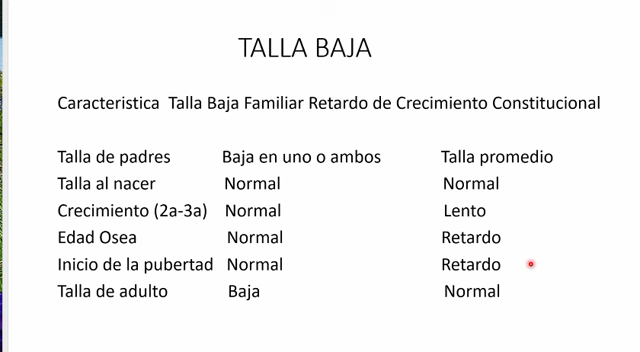 TALLA BAJA
Caracteristica Talla Baja Familiar Retardo de Crecimiento Constitucional
Talla de padres Baja en uno o ambos Talla promedio
Talla al nacer Normal Normal
Crecimiento (2a-3a) Normal Lento
Edad Osea Normal Retardo
Inicio de la pubertad Normal Retardo
Talla de adulto Baja Normal